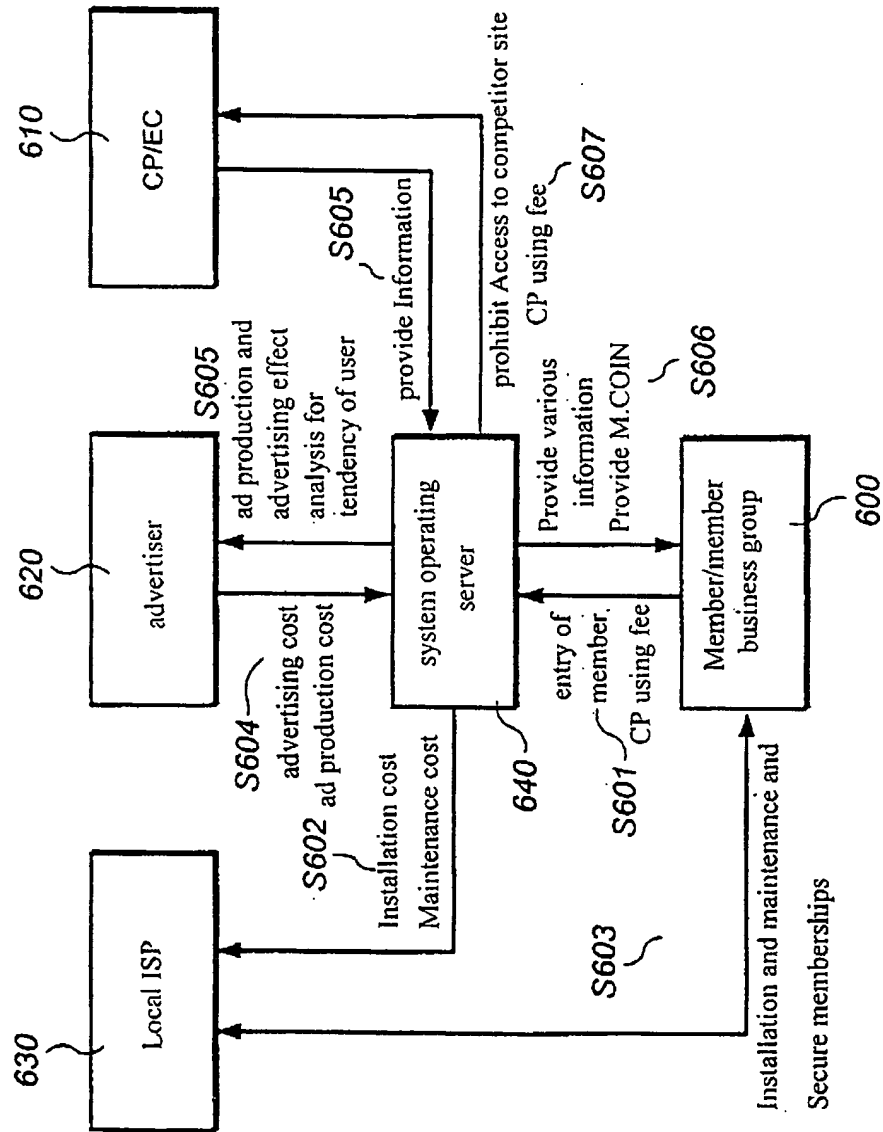 630
Local ISP
620
advertiser
610
CP/EC
S602
Installation cost
Maintenance cost
S604
advertising cost
ad production cost
S605
ad production and
advertising effect
analysis for
tendency of user
S605
provide Information
prohibit Access to competitor site
CP using fee
S607
system operating
server
640
S603
Installation and maintenance and
Secure memberships
entry of
member.
CP using fee
S601
Provide various
information
Provide M.COIN
S606
Member/member
business group
600